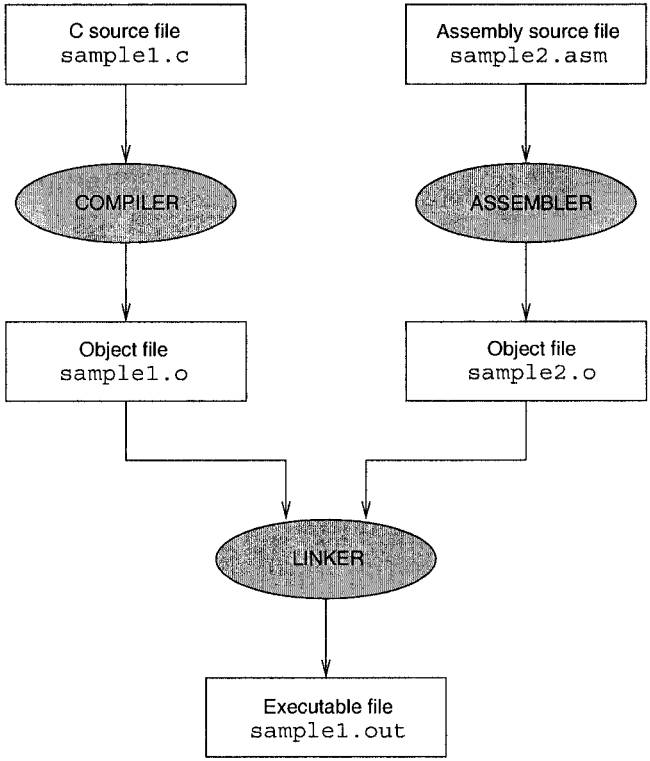 C source file
sample1.c
Assembly source file
sample2.asm
COMPILER
ASSEMBLER
Object file
sample1.o
Object file
sample2.o
LINKER
Executable file
sample1.out